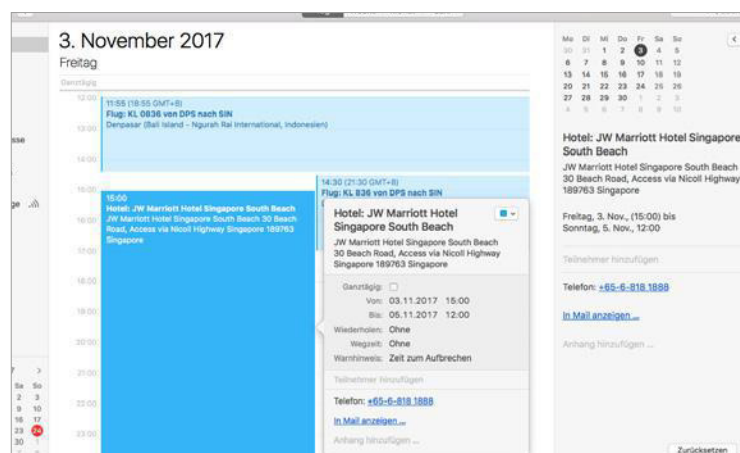 3. November 2017
Freitag
Ganztägig
12:00
11:55 (18:55 GMT+8)
Flug: KL 0836 von DPS nach SIN
Denpasar (Bali Island - Ngurah Rai International, Indonesien)
13:00
14:00
14:30 (21:30 GMT+8)
Flug: KL 836 von DPS nach SIN
15:00
15:00
Hotel: JW Marriott Hotel Singapore South Beach
JW Marriott Hotel Singapore South Beach 30 Beach
Road, Access via Nicoll Highway Singapore 189763
Singapore
17:00
18:00
19:00
20:00
21:00
22:00
23:00
Hotel: JW Marriott Hotel
Singapore South Beach
JW Marriott Hotel Singapore South Beach
30 Beach Road, Access via Nicoll Highway
Singapore 189763 Singapore
Ganztägig:
Von: 03.11.2017 15:00
Bis: 05.11.2017 12:00
Wiederholen: Ohne
Wegzeit: Ohne
Warnhinweis: Zeit zum Aufbrechen
Teilnehmer hinzufügen
Telefon: +65-6-818 1888
In Mail anzeigen ...
Anhang hinzufügen ...
Mo Di Mi Do Fr Sa So
30 31 1 2 3 4 5
6 7 8 9 10 11 12
13 14 15 16 17 18 19
20 21 22 23 24 25 26
27 28 29 30 1 2 3
4 5 6 7 8 9 10
Hotel: JW Marriott Hotel Singapore
South Beach
JW Marriott Hotel Singapore South Beach
30 Beach Road, Access via Nicoll Highway
189763 Singapore
Freitag, 3. Nov., (15:00) bis
Sonntag, 5. Nov., 12:00
Teilnehmer hinzufügen
Telefon: +65-6-818 1888
In Mail anzeigen ...
Anhang hinzufügen ...
Zurücksetzen
Sa So
2 3
9 10
16 17
23 24
30 1